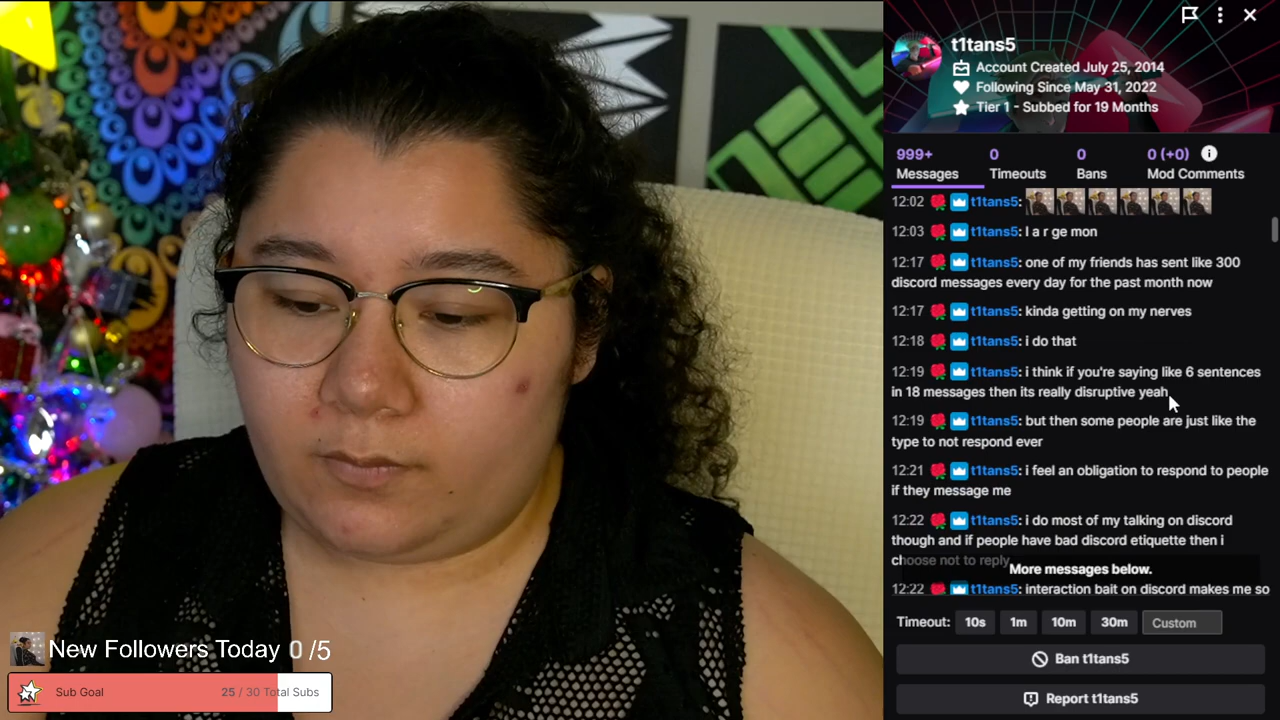 New Followers Today 0 /5
Sub Goal
25 / 30 Total Subs
t1tans5
Account Created July 25, 2014
Following Since May 31, 2022
Tier 1 - Subbed for 19 Months
999+ 0 0 0 (+0)
Messages Timeouts Bans Mod Comments
12:02 t1tans5:
12:03 t1tans5: l a r ge mon
12:17 t1tans5: one of my friends has sent like 300
discord messages every day for the past month now
12:17 t1tans5: kinda getting on my nerves
12:18 t1tans5: i do that
12:19 t1tans5: i think if you're saying like 6 sentences
in 18 messages then its really disruptive yeah
12:19 t1tans5: but then some people are just like the
type to not respond ever
12:21 t1tans5: i feel an obligation to respond to people
if they message me
12:22 t1tans5: i do most of my talking on discord
though and if people have bad discord etiquette then i
choose not to reply
More messages below.
12:22 t1tans5: interaction bait on discord makes me so
Timeout: 10s 1m 10m 30m Custom
Ban t1tans5
Report t1tans5